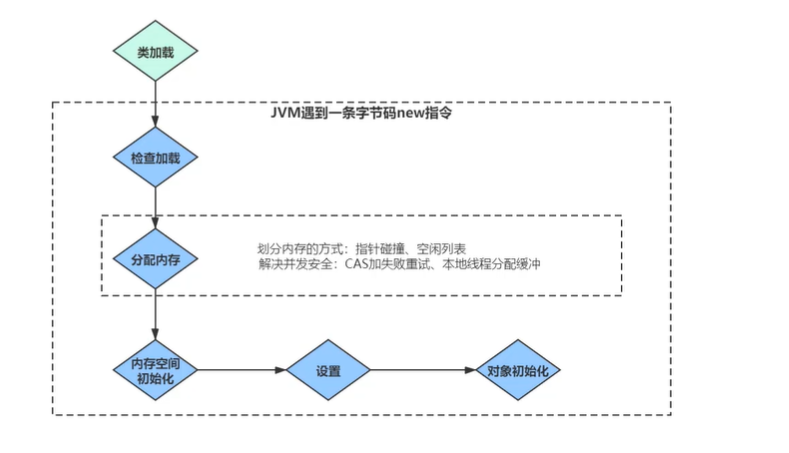 类加载
JVM遇到一条字节码new指令
检查加载
分配内存
划分内存的方式：指针碰撞、空闲列表
解决并发安全：CAS加失败重试、本地线程分配缓冲
内存空间
初始化
设置
对象初始化